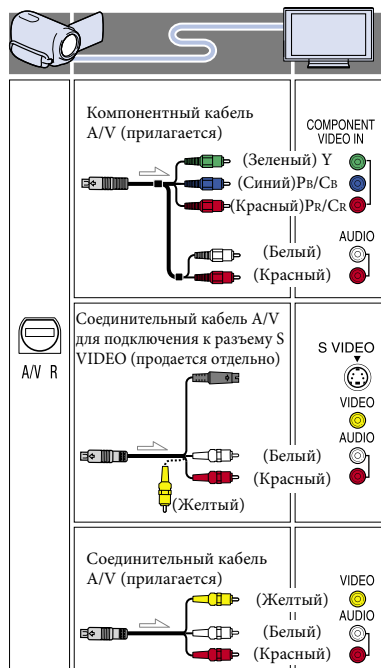 Компонентный кабель
A/V (прилагается)
COMPONENT
VIDEO IN
(Зеленый) Y
(Синий)PB/CB
(Красный)PR/CR
AUDIO
(Белый)
(Красный)
A/V R
Соединительный кабель A/V
для подключения к разъему S
VIDEO (продается отдельно)
S VIDEO
VIDEO
AUDIO
(Белый)
(Красный)
(Желтый)
Соединительный кабель
A/V (прилагается)
VIDEO
(Желтый)
AUDIO
(Белый)
(Красный)